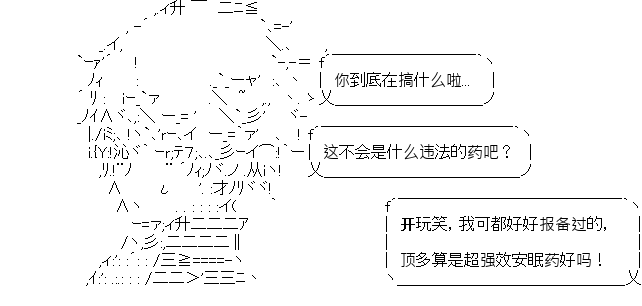 你到底在搞什么啦...
这不会是什么违法的药吧？
开玩笑，我可都好好报备过的，
顶多算是超强效安眠药好吗！